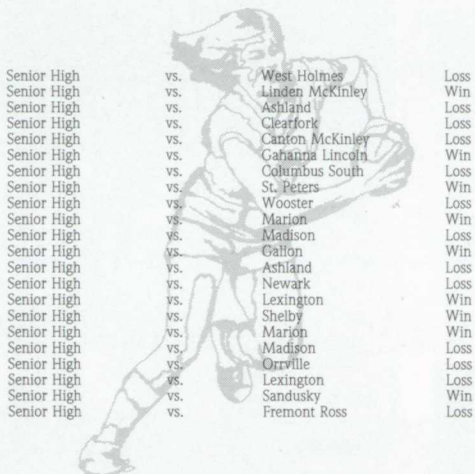 Senior High vs. West Holmes Loss
Senior High vs. Linden McKinley Win
Senior High vs. Ashland Loss
Senior High vs. Clearfork Loss
Senior High vs. Canton McKinley Loss
Senior High vs. Gahanna Lincoln Win
Senior High vs. Columbus South Loss
Senior High vs. St. Peters Win
Senior High vs. Wooster Loss
Senior High vs. Marion Win
Senior High vs. Madison Loss
Senior High vs. Galion Win
Senior High vs. Ashland Loss
Senior High vs. Newark Loss
Senior High vs. Lexington Win
Senior High vs. Shelby Win
Senior High vs. Marion Win
Senior High vs. Madison Loss
Senior High vs. Orrville Loss
Senior High vs. Lexington Loss
Senior High vs. Sandusky Win
Senior High vs. Fremont Ross Loss